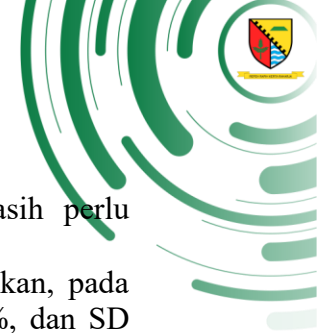 asih perlu
kan, pada
%, dan SD